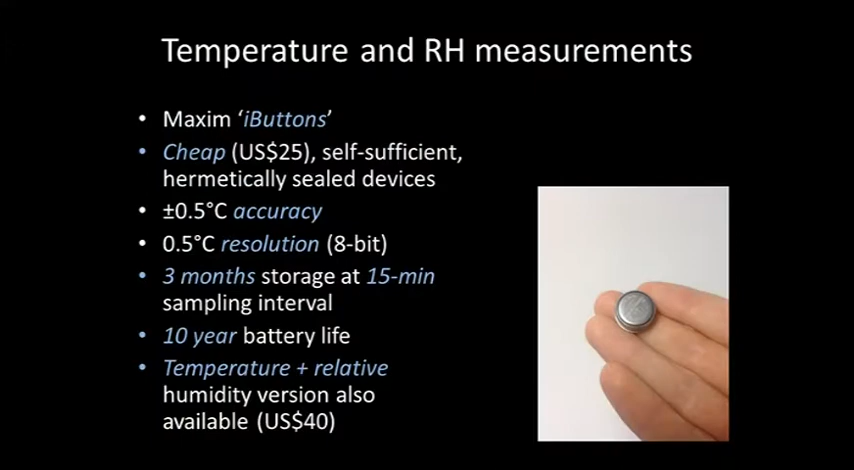 Temperature and RH measurements
• Maxim ‘iButtons’
• Cheap (US$25), self-sufficient,
hermetically sealed devices
• ±0.5°C accuracy
• 0.5°C resolution (8-bit)
• 3 months storage at 15-min
sampling interval
• 10 year battery life
• Temperature + relative
humidity version also
available (US$40)